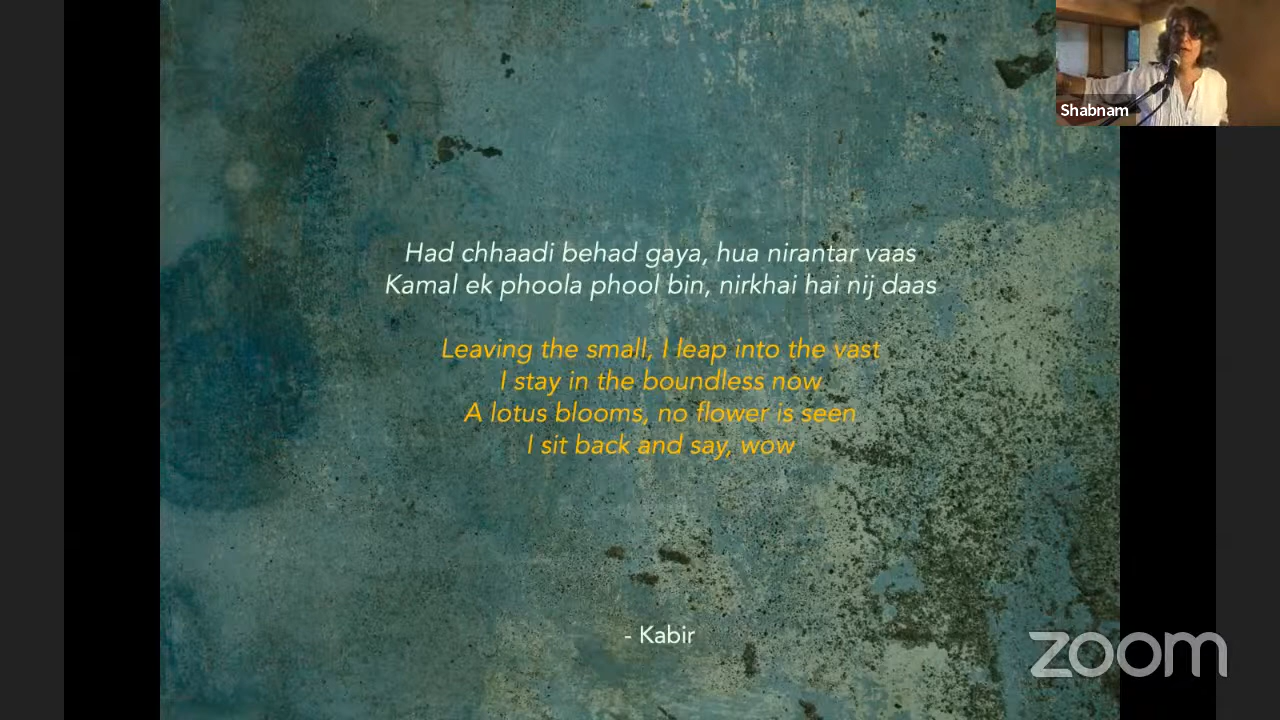 Shabnam
Had chhaadi behad gaya, hua nirantar vaas
Kamal ek phoola phool bin, nirkhai hai nij daas
Leaving the small, I leap into the vast
I stay in the boundless now
A lotus blooms, no flower is seen
I sit back and say, wow
- Kabir
zoom